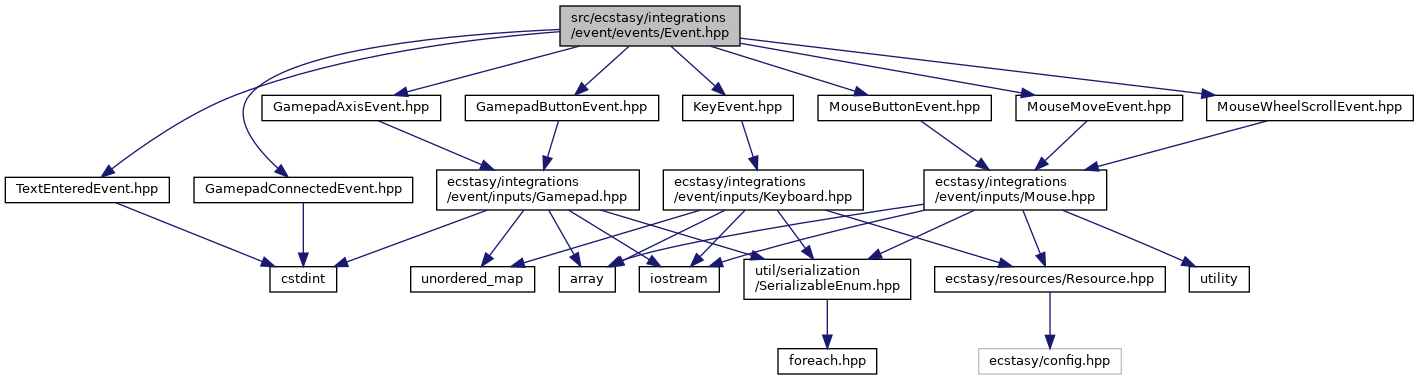 src/ecstasy/integrations
/event/events/Event.hpp
GamepadAxisEvent.hpp
GamepadButtonEvent.hpp
KeyEvent.hpp
MouseButtonEvent.hpp
MouseMoveEvent.hpp
MouseWheelScrollEvent.hpp
TextEnteredEvent.hpp
GamepadConnectedEvent.hpp
ecstasy/integrations
/event/inputs/Gamepad.hpp
ecstasy/integrations
/event/inputs/Keyboard.hpp
ecstasy/integrations
/event/inputs/Mouse.hpp
cstdint
unordered_map
array
iostream
util/serialization
/SerializableEnum.hpp
ecstasy/resources/Resource.hpp
utility
foreach.hpp
ecstasy/config.hpp